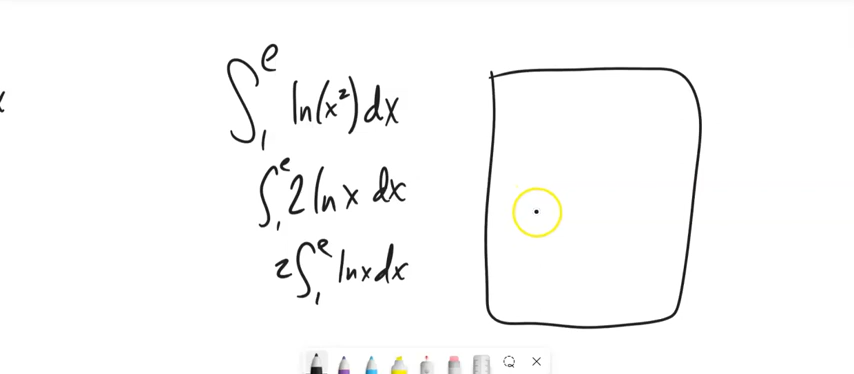 ∫₁ᵉ ln(x²) dx
∫₁ᵉ 2 ln x dx
2 ∫₁ᵉ ln x dx